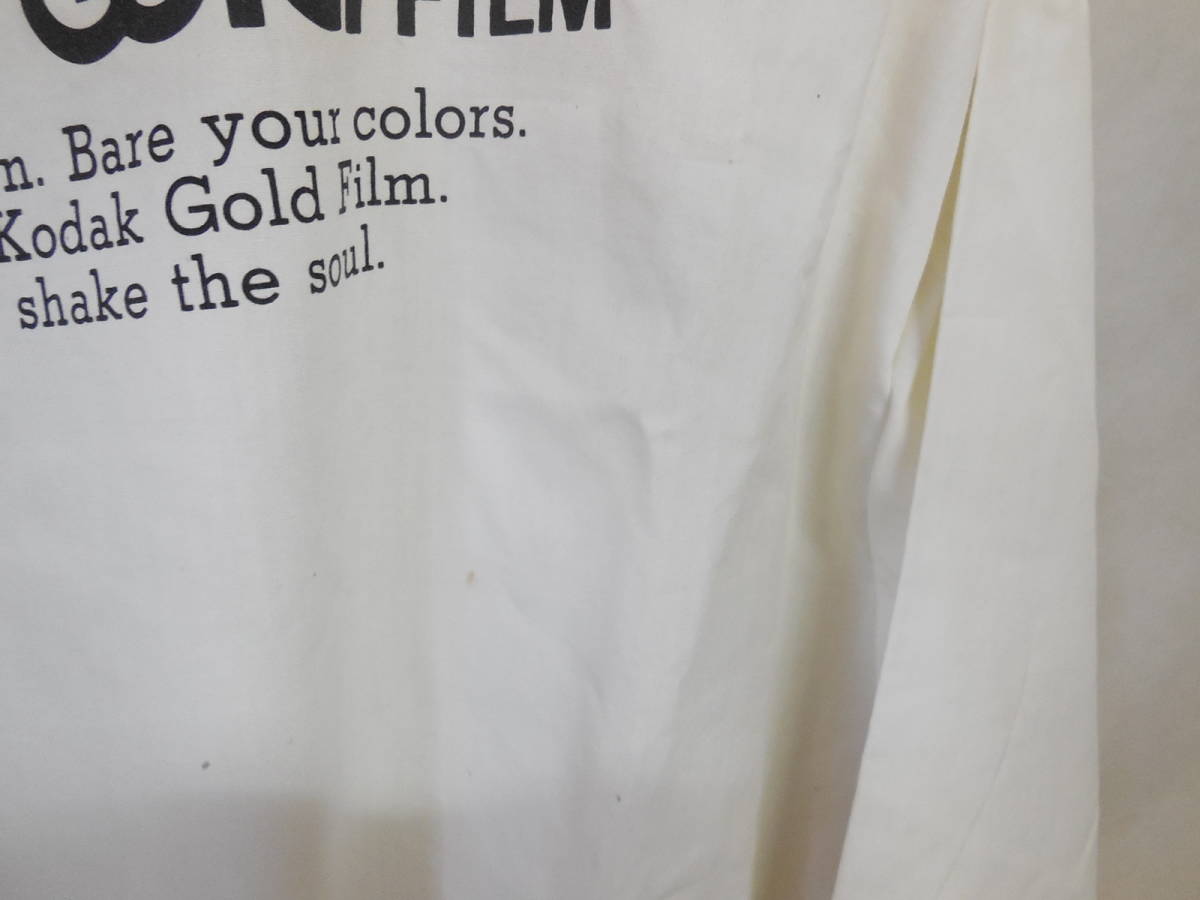 FILM
n. Bare your colors.
Kodak Gold Film.
shake the soul.